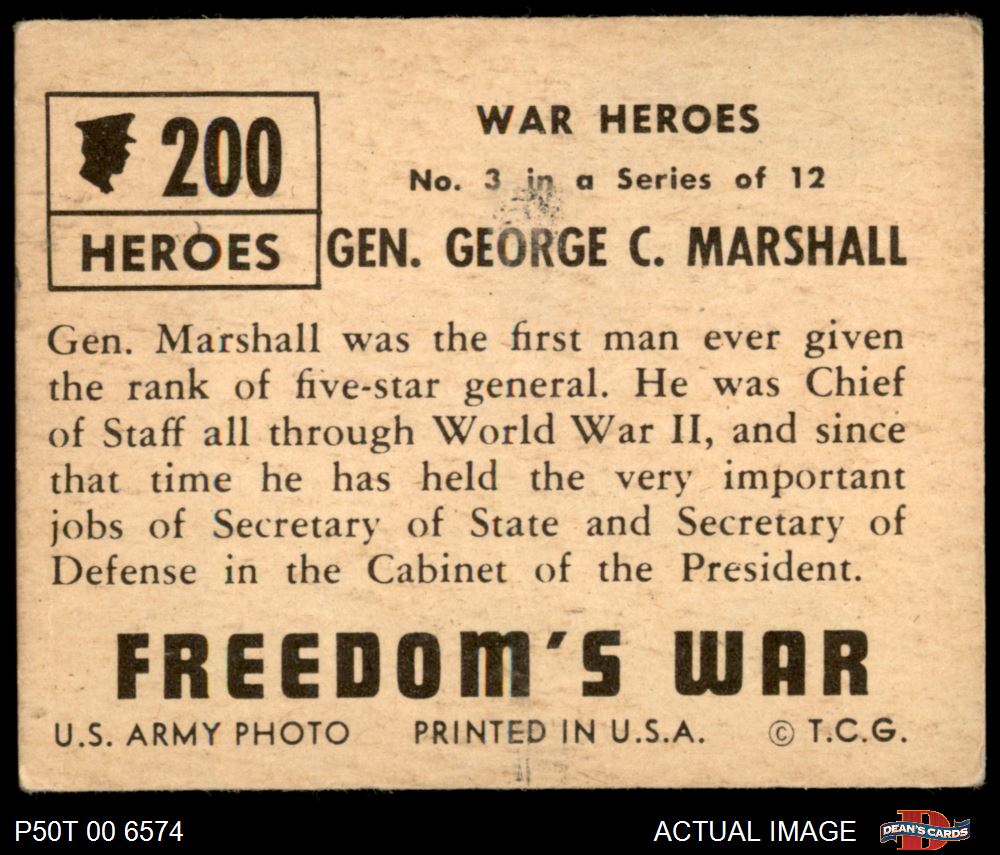 200
HEROES
WAR HEROES
No. 3 in a Series of 12
GEN. GEORGE C. MARSHALL
Gen. Marshall was the first man ever given
the rank of five-star general. He was Chief
of Staff all through World War II, and since
that time he has held the very important
jobs of Secretary of State and Secretary of
Defense in the Cabinet of the President.
FREEDOM'S WAR
U.S. ARMY PHOTO PRINTED IN U.S.A. © T.C.G.
P50T 00 6574 ACTUAL IMAGE DEAN'S CARDS